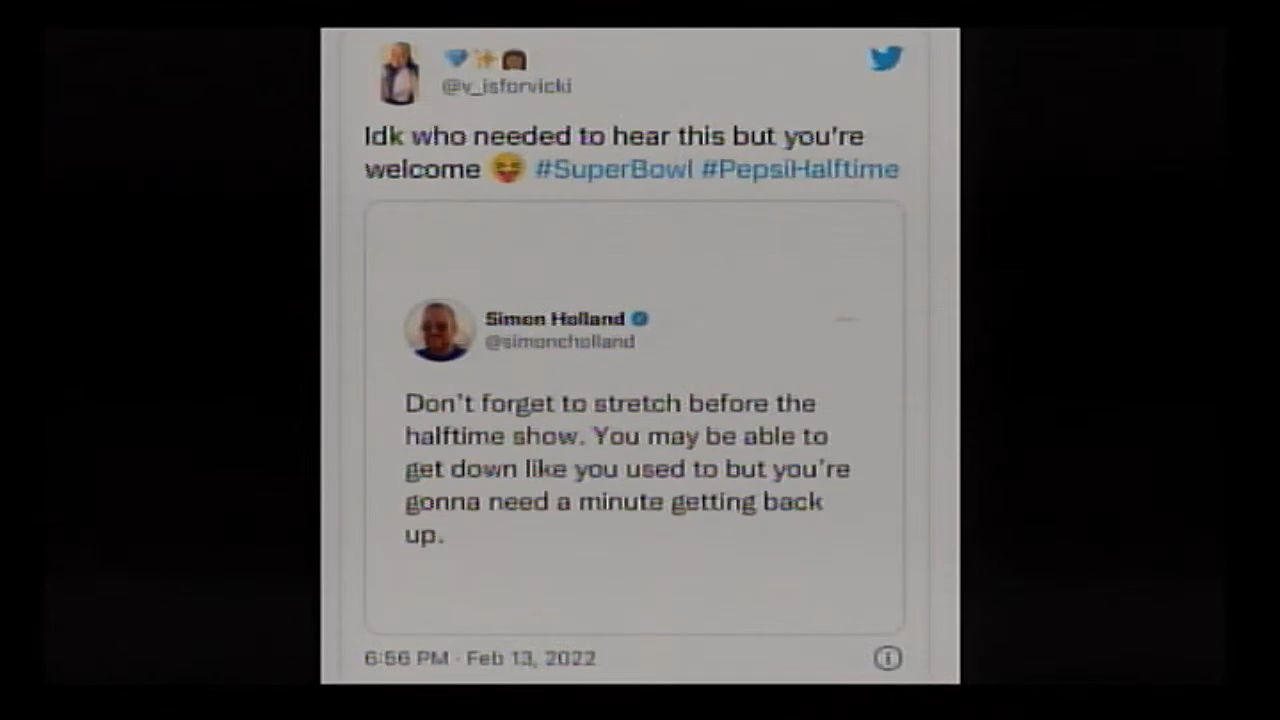 💎✨👩🏾
@v_isforvicki
Idk who needed to hear this but you're
welcome 😝 #SuperBowl #PepsiHalftime
Simon Holland
@simoncholland
Don't forget to stretch before the
halftime show. You may be able to
get down like you used to but you're
gonna need a minute getting back
up.
6:56 PM · Feb 13, 2022